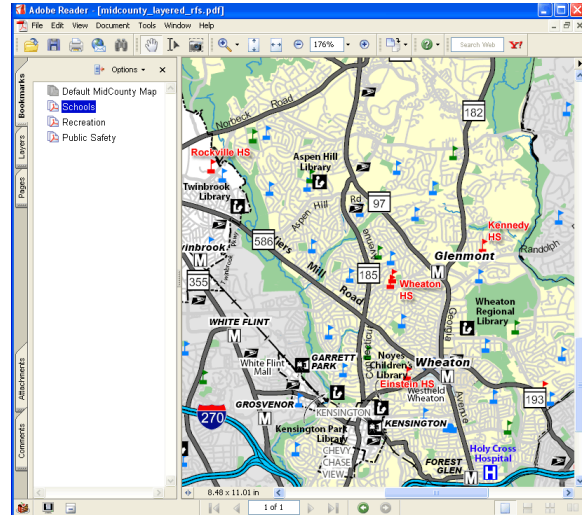 Adobe Reader - [midcounty_layered_rfs.pdf]
File Edit View Document Tools Window Help
176%
Search Web
Y!
Options
Bookmarks
Layers
Pages
Attachments
Comments
Default MidCounty Map
Schools
Recreation
Public Safety
Norbeck Road
182
Rockville HS
Aspen Hill
Library
Twinbrook
Library
Aspen Hill Rd
97
Kennedy
HS
Randolph
586
Twinbrook Pkwy
Viers Mill Road
Avenue
Glenmont
355
185
Wheaton
HS
Georgia
Wheaton
Regional
Library
WHITE FLINT
White Flint
Mall
GARRETT
PARK
Connecticut
Noyes
Children's
Library
Wheaton
Einstein HS
Westfield
Wheaton
GROSVENOR
KENSINGTON
193
270
Kensington Park
Library
KENSINGTON
Avenue
CHEVY
CHASE
VIEW
FOREST
GLEN
Holy Cross
Hospital
H
8.48 x 11.01 in
1 of 1